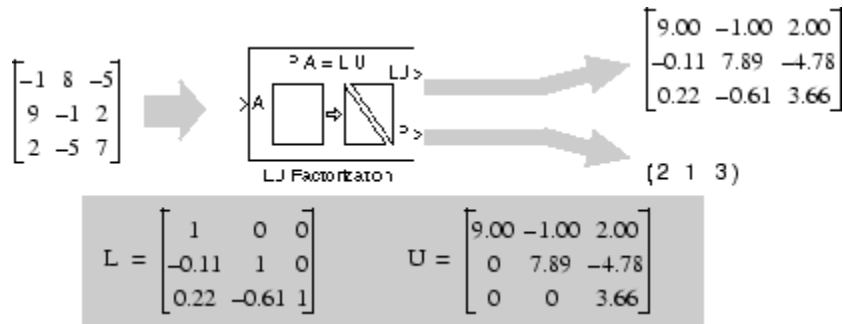 -1 8 -5
9 -1 2
2 -5 7
P A = L U
A
LU
P
LU Factorization
9.00 -1.00 2.00
-0.11 7.89 -4.78
0.22 -0.61 3.66
(2 1 3)
L =
1 0 0
-0.11 1 0
0.22 -0.61 1
U =
9.00 -1.00 2.00
0 7.89 -4.78
0 0 3.66